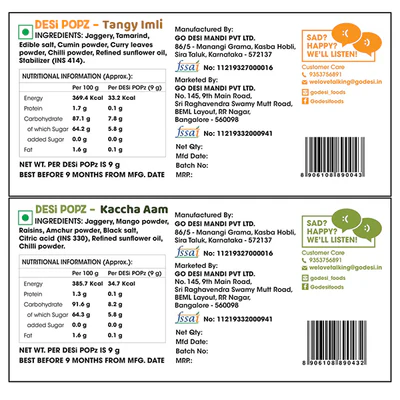 DESi POPZ – Tangy Imli
INGREDIENTS: Jaggery, Tamarind,
Edible salt, Cumin powder, Curry leaves
powder, Chilli powder, Refined sunflower oil,
Stabilizer (INS 414).
NUTRITIONAL INFORMATION (Approx.):
Per 100 g Per DESi POPz (9 g)
Energy 369.4 Kcal 33.2 Kcal
Protein 1.7 g 0.1 g
Carbohydrate 87.1 g 7.8 g
of which Sugar 64.2 g 5.8 g
added Sugar 0.0 g 0.0 g
Fat 1.6 g 0.1 g
NET WT. PER DESi POPz IS 9 g
BEST BEFORE 9 MONTHS FROM MFG. DATE
Manufactured By:
GO DESI MANDI PVT LTD.
86/5 - Manangi Grama, Kasba Hobli,
Sira Taluk, Karnataka - 572137
fssai No: 11219327000016
Marketed By:
GO DESI MANDI PVT LTD.
No. 145, 9th Main Road,
Sri Raghavendra Swamy Mutt Road,
BEML Layout, RR Nagar,
Bangalore - 560098
fssai No: 11219332000941
Net Qty:
Mfd Date:
Batch No:
MRP:
SAD?
HAPPY?
WE'LL LISTEN!
:(
:)
Customer Care
9353756891
welovetalking@godesi.in
godesi_foods
Godesifoods
8 906108 890043
DESi POPZ – Kaccha Aam
INGREDIENTS: Jaggery, Mango powder,
Raisins, Amchur powder, Black salt,
Citric acid (INS 330), Refined sunflower oil,
Chilli powder.
NUTRITIONAL INFORMATION (Approx.):
Per 100 g Per DESi POPz (9 g)
Energy 385.7 Kcal 34.7 Kcal
Protein 1.3 g 0.1 g
Carbohydrate 91.6 g 8.2 g
of which Sugar 64.3 g 5.8 g
added Sugar 0.0 g 0.0 g
Fat 1.6 g 0.1 g
NET WT. PER DESi POPz IS 9 g
BEST BEFORE 9 MONTHS FROM MFG. DATE
Manufactured By:
GO DESI MANDI PVT LTD.
86/5 - Manangi Grama, Kasba Hobli,
Sira Taluk, Karnataka - 572137
fssai No: 11219327000016
Marketed By:
GO DESI MANDI PVT LTD.
No. 145, 9th Main Road,
Sri Raghavendra Swamy Mutt Road,
BEML Layout, RR Nagar,
Bangalore - 560098
fssai No: 11219332000941
Net Qty:
Mfd Date:
Batch No:
MRP:
SAD?
HAPPY?
WE'LL LISTEN!
:(
:)
Customer Care
9353756891
welovetalking@godesi.in
godesi_foods
Godesifoods
8 906108 890432